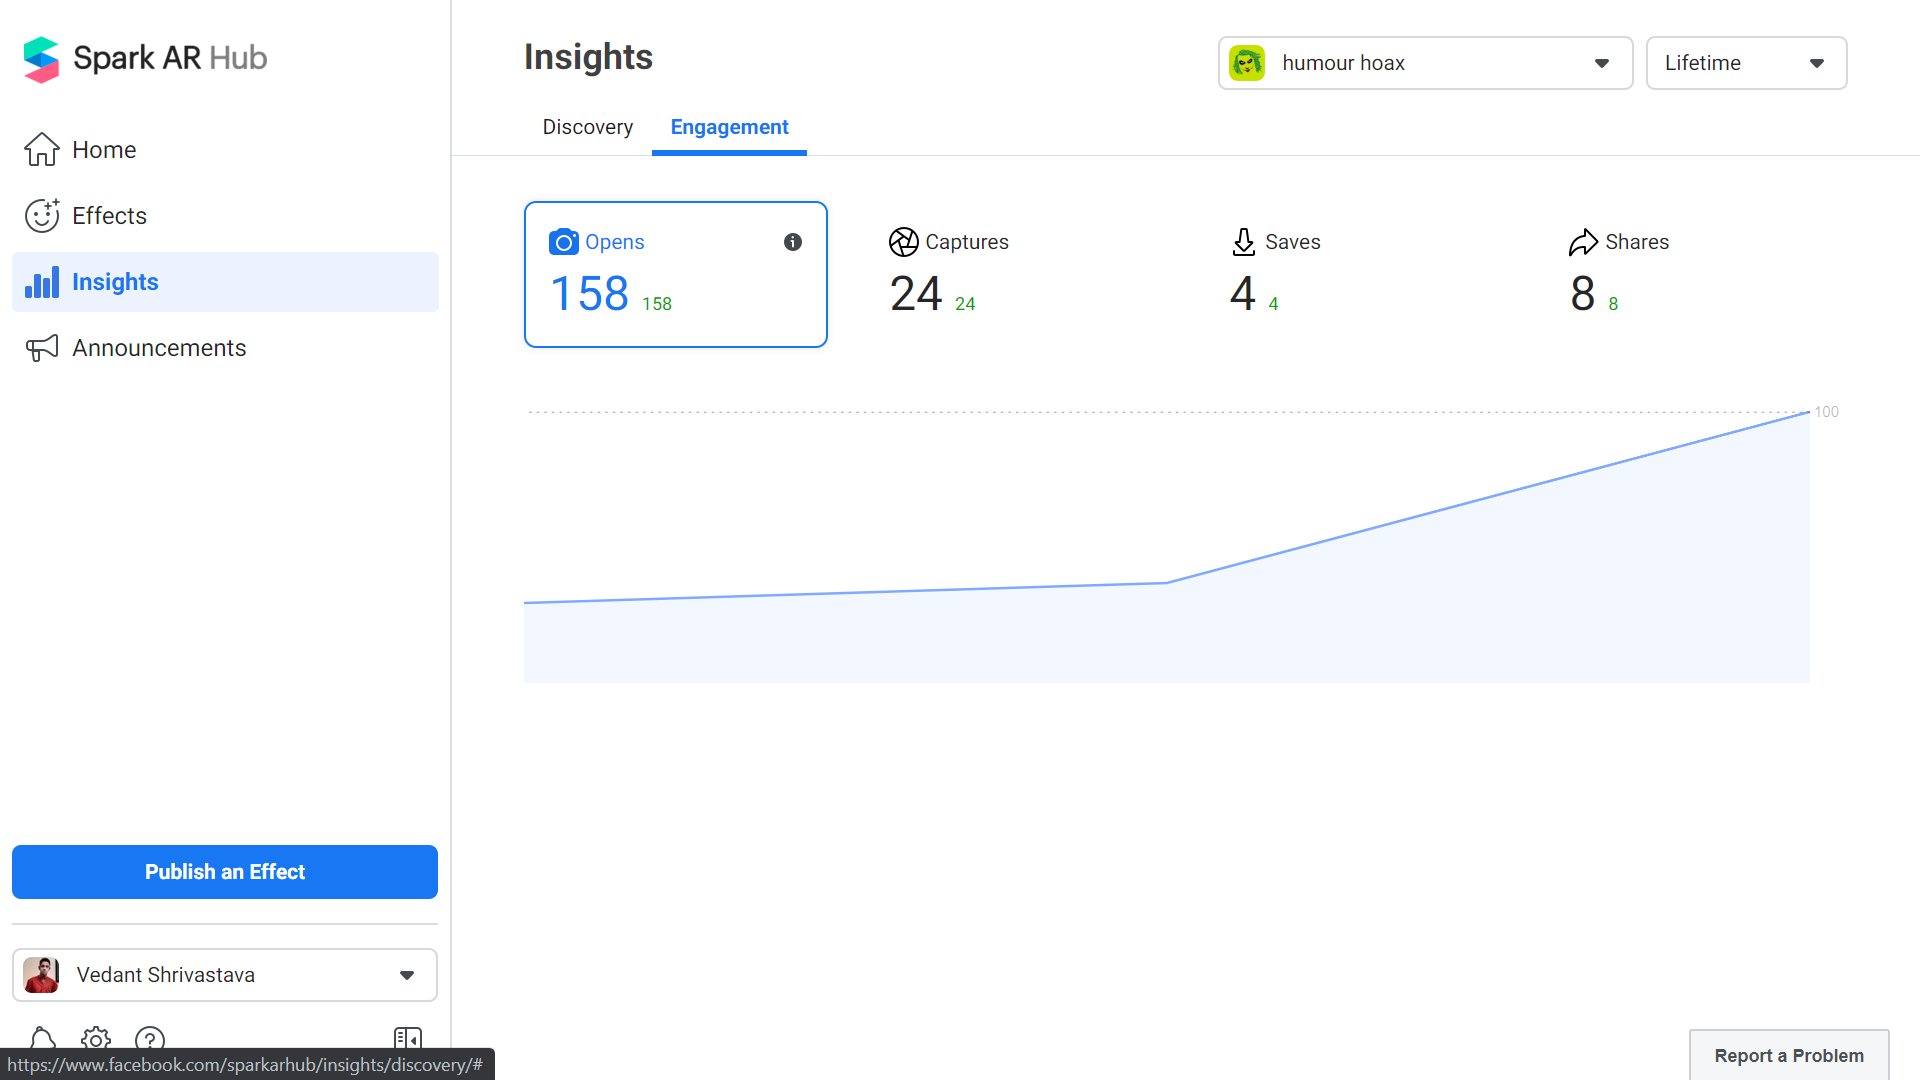 Spark AR Hub
Home
Effects
Insights
Announcements
Publish an Effect
Vedant Shrivastava
https://www.facebook.com/sparkarhub/insights/discovery/#
Insights
humour hoax
Lifetime
Discovery
Engagement
Opens
158 158
Captures
24 24
Saves
4 4
Shares
8 8
100
Report a Problem